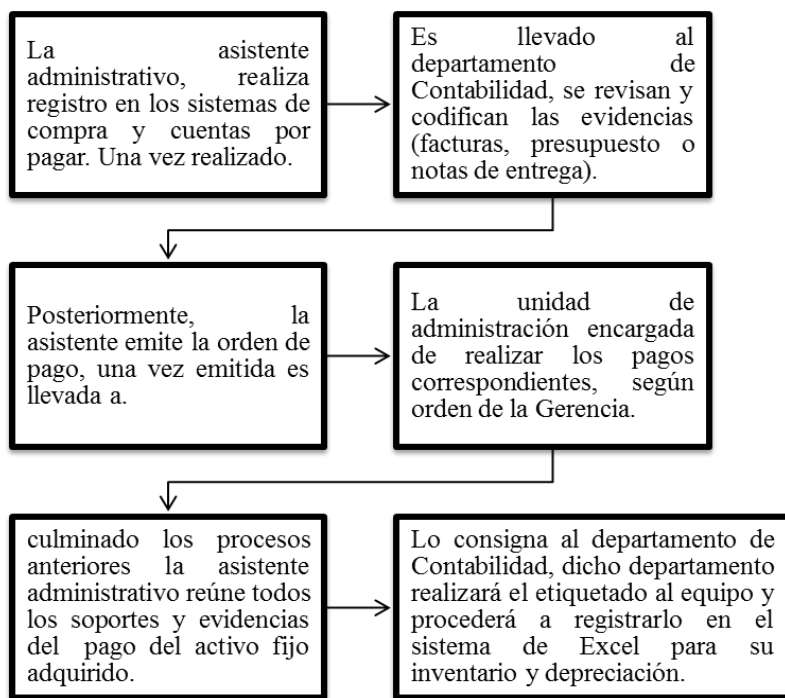 La asistente
administrativo, realiza
registro en los sistemas de
compra y cuentas por
pagar. Una vez realizado.
Es llevado al
departamento de
Contabilidad, se revisan y
codifican las evidencias
(facturas, presupuesto o
notas de entrega).
Posteriormente, la
asistente emite la orden de
pago, una vez emitida es
llevada a.
La unidad de
administración encargada
de realizar los pagos
correspondientes, según
orden de la Gerencia.
culminado los procesos
anteriores la asistente
administrativo reúne todos
los soportes y evidencias
del pago del activo fijo
adquirido.
Lo consigna al departamento de
Contabilidad, dicho departamento
realizará el etiquetado al equipo y
procederá a registrarlo en el
sistema de Excel para su
inventario y depreciación.